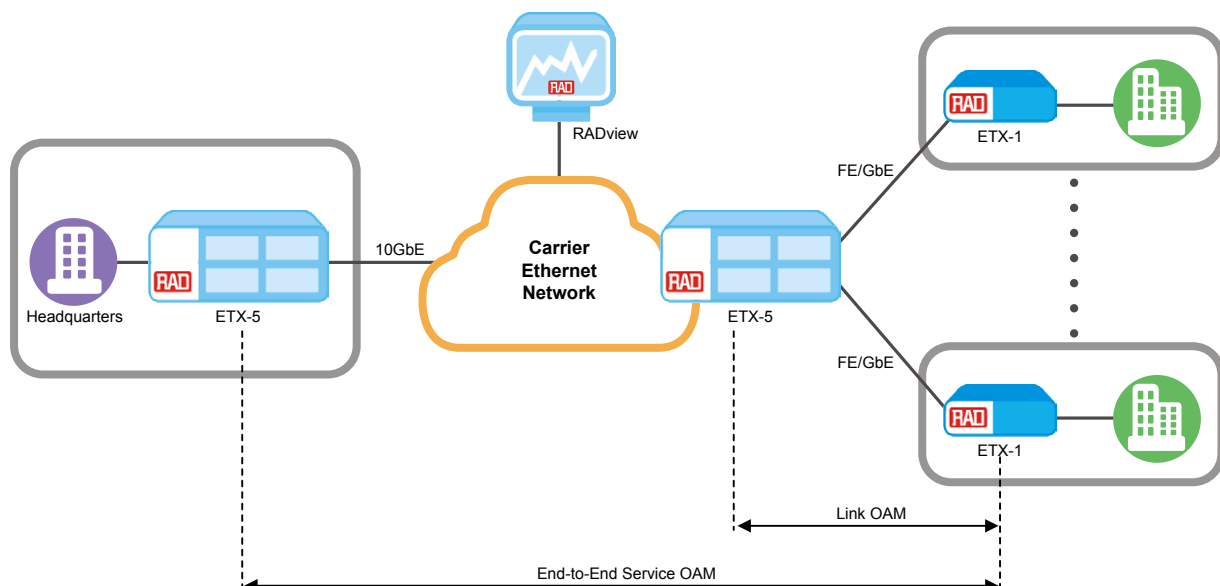 RAD
RADview
RAD
ETX-1
FE/GbE
RAD
Headquarters
RAD
ETX-5
10GbE
Carrier
Ethernet
Network
RAD
ETX-5
FE/GbE
RAD
ETX-1
Link OAM
End-to-End Service OAM